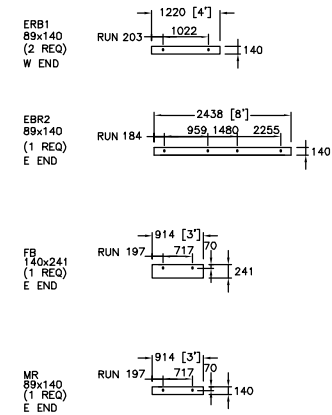 ERB1
89x140
(2 REQ)
W END
1220 [4']
RUN 203
1022
140
EBR2
89x140
(1 REQ)
E END
2438 [8']
RUN 184
959 1480 2255
140
FB
140x241
(1 REQ)
E END
914 [3']
RUN 197
717
70
241
MR
89x140
(1 REQ)
E END
914 [3']
RUN 197
717
70
140